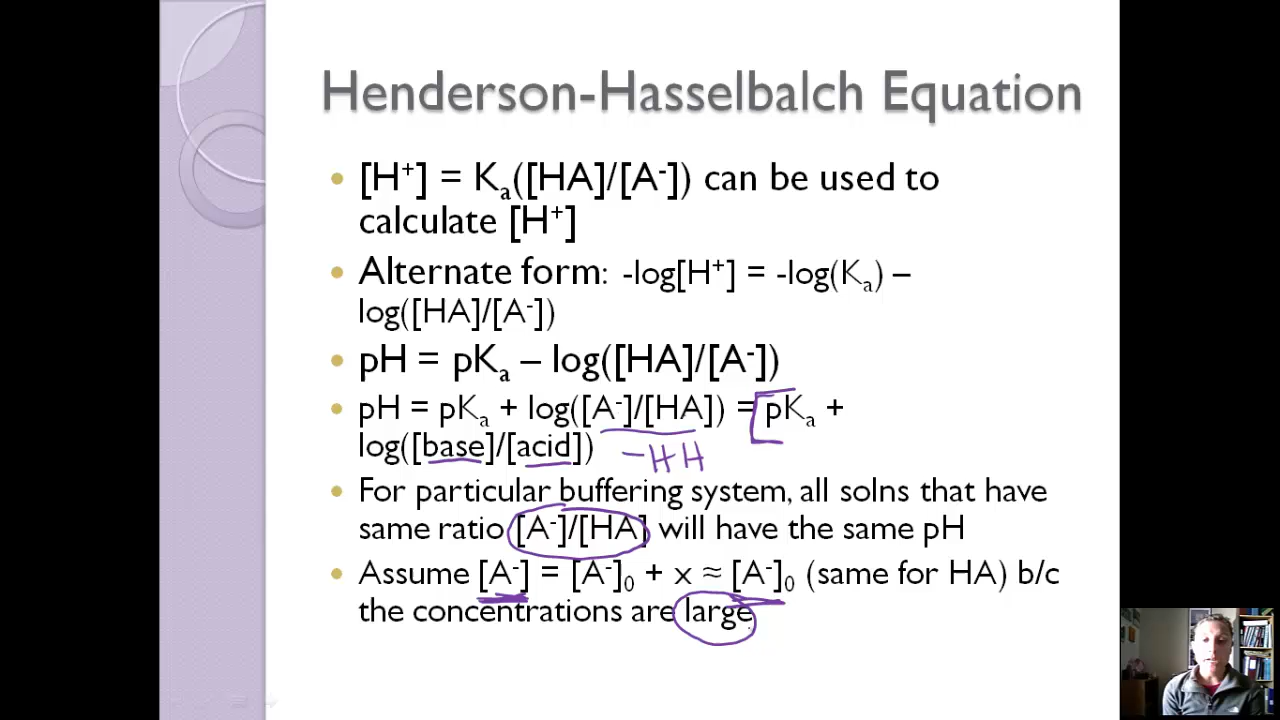 Henderson-Hasselbalch Equation
• [H⁺] = Kₐ([HA]/[A⁻]) can be used to
calculate [H⁺]
• Alternate form: -log[H⁺] = -log(Kₐ) –
log([HA]/[A⁻])
• pH = pKₐ – log([HA]/[A⁻])
• pH = pKₐ + log([A⁻]/[HA]) = pKₐ +
log([base]/[acid])
– HH
• For particular buffering system, all solns that have
same ratio [A⁻]/[HA] will have the same pH
• Assume [A⁻] = [A⁻]₀ + x ≈ [A⁻]₀ (same for HA) b/c
the concentrations are large